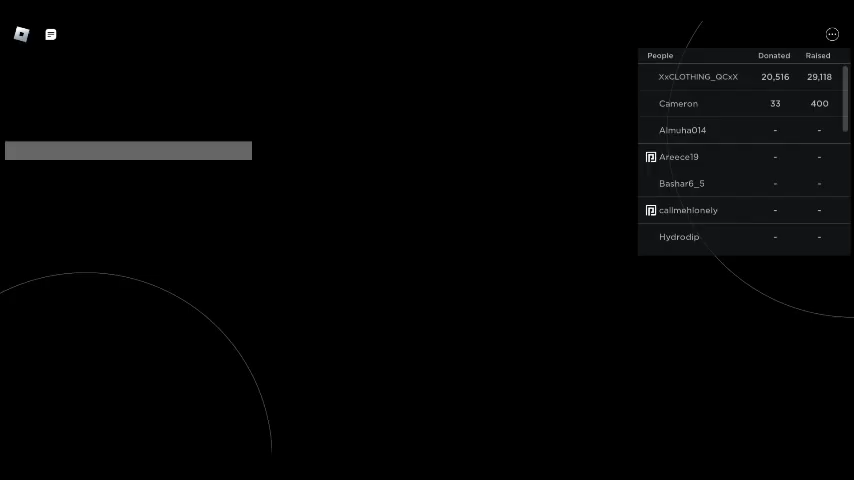 People Donated Raised
XxCLOTHING_QCxX 20,516 29,118
Cameron 33 400
Almuha014 - -
Areece19 - -
Bashar6_5 - -
callmehlonely - -
Hydrodip - -